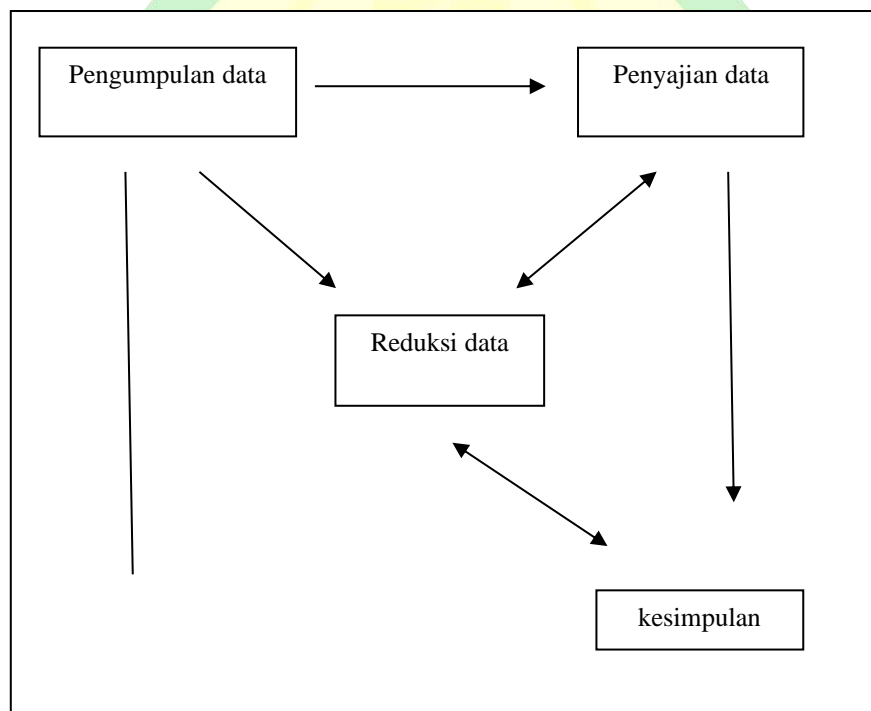 Pengumpulan data
Penyajian data
Reduksi data
kesimpulan